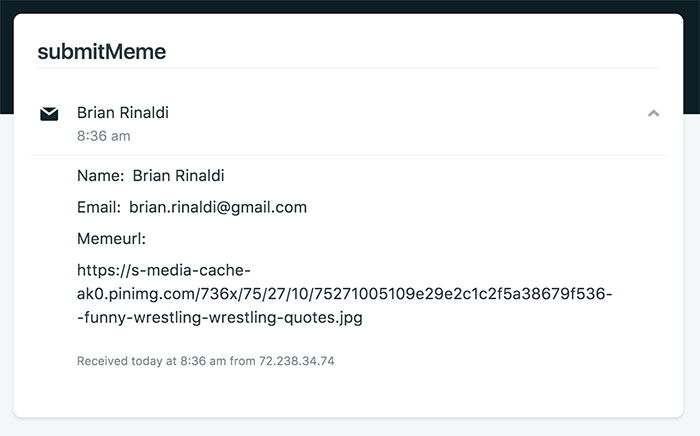 submitMeme
Brian Rinaldi
8:36 am
Name: Brian Rinaldi
Email: brian.rinaldi@gmail.com
Memeurl:
https://s-media-cache-
ak0.pinimg.com/736x/75/27/10/75271005109e29e2c1c2f5a38679f536-
-funny-wrestling-wrestling-quotes.jpg
Received today at 8:36 am from 72.238.34.74